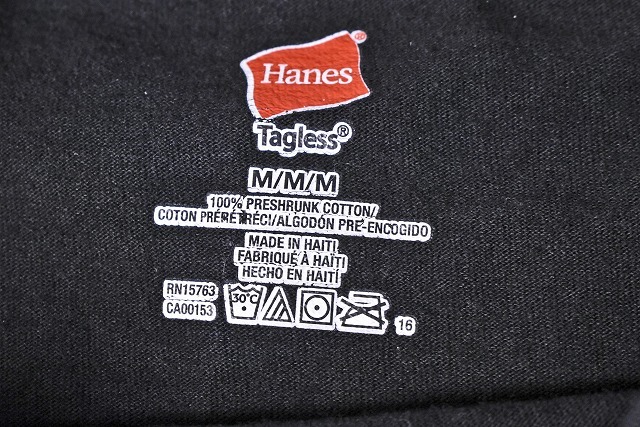 Hanes®
Tagless®
M/M/M
100% PRESHRUNK COTTON/
COTON PRÉRÉTRÉCI/ALGODÓN PRE-ENCOGIDO
MADE IN HAITI
FABRIQUÉ À HAÏTI
HECHO EN HAITÍ
RN15763
CA00153
30°C
16